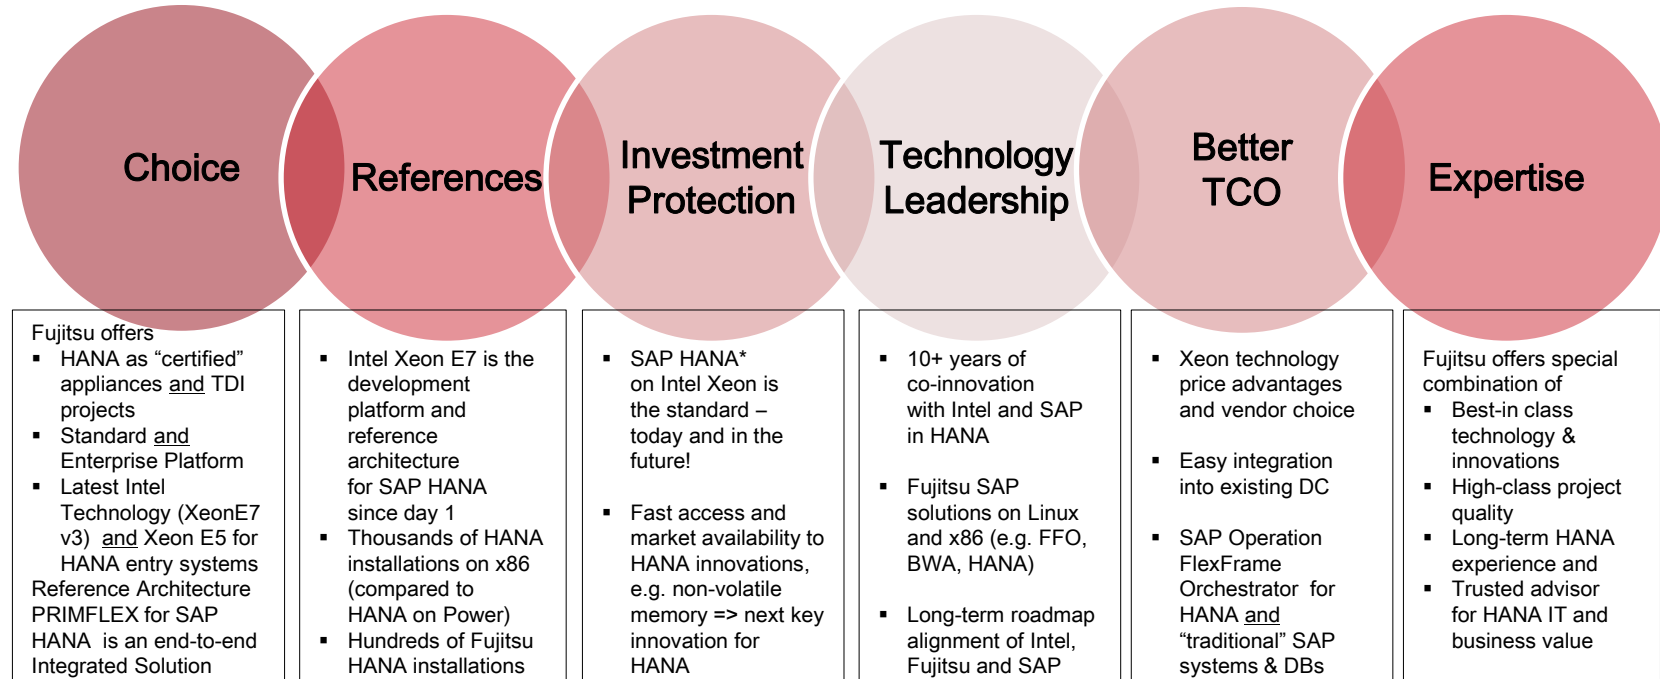 Choice
References
Investment
Protection
Technology
Leadership
Better
TCO
Expertise
Fujitsu offers
▪ HANA as “certified”
appliances and TDI
projects
▪ Standard and
Enterprise Platform
▪ Latest Intel
Technology (XeonE7
v3) and Xeon E5 for
HANA entry systems
Reference Architecture
PRIMFLEX for SAP
HANA is an end-to-end
Integrated Solution
▪ Intel Xeon E7 is the
development
platform and
reference
architecture
for SAP HANA
since day 1
▪ Thousands of HANA
installations on x86
(compared to
HANA on Power)
▪ Hundreds of Fujitsu
HANA installations
▪ SAP HANA*
on Intel Xeon is
the standard –
today and in the
future!
▪ Fast access and
market availability to
HANA innovations,
e.g. non-volatile
memory => next key
innovation for
HANA
▪ 10+ years of
co-innovation
with Intel and SAP
in HANA
▪ Fujitsu SAP
solutions on Linux
and x86 (e.g. FFO,
BWA, HANA)
▪ Long-term roadmap
alignment of Intel,
Fujitsu and SAP
▪ Xeon technology
price advantages
and vendor choice
▪ Easy integration
into existing DC
▪ SAP Operation
FlexFrame
Orchestrator for
HANA and
“traditional” SAP
systems & DBs
Fujitsu offers special
combination of
▪ Best-in class
technology &
innovations
▪ High-class project
quality
▪ Long-term HANA
experience and
▪ Trusted advisor
for HANA IT and
business value